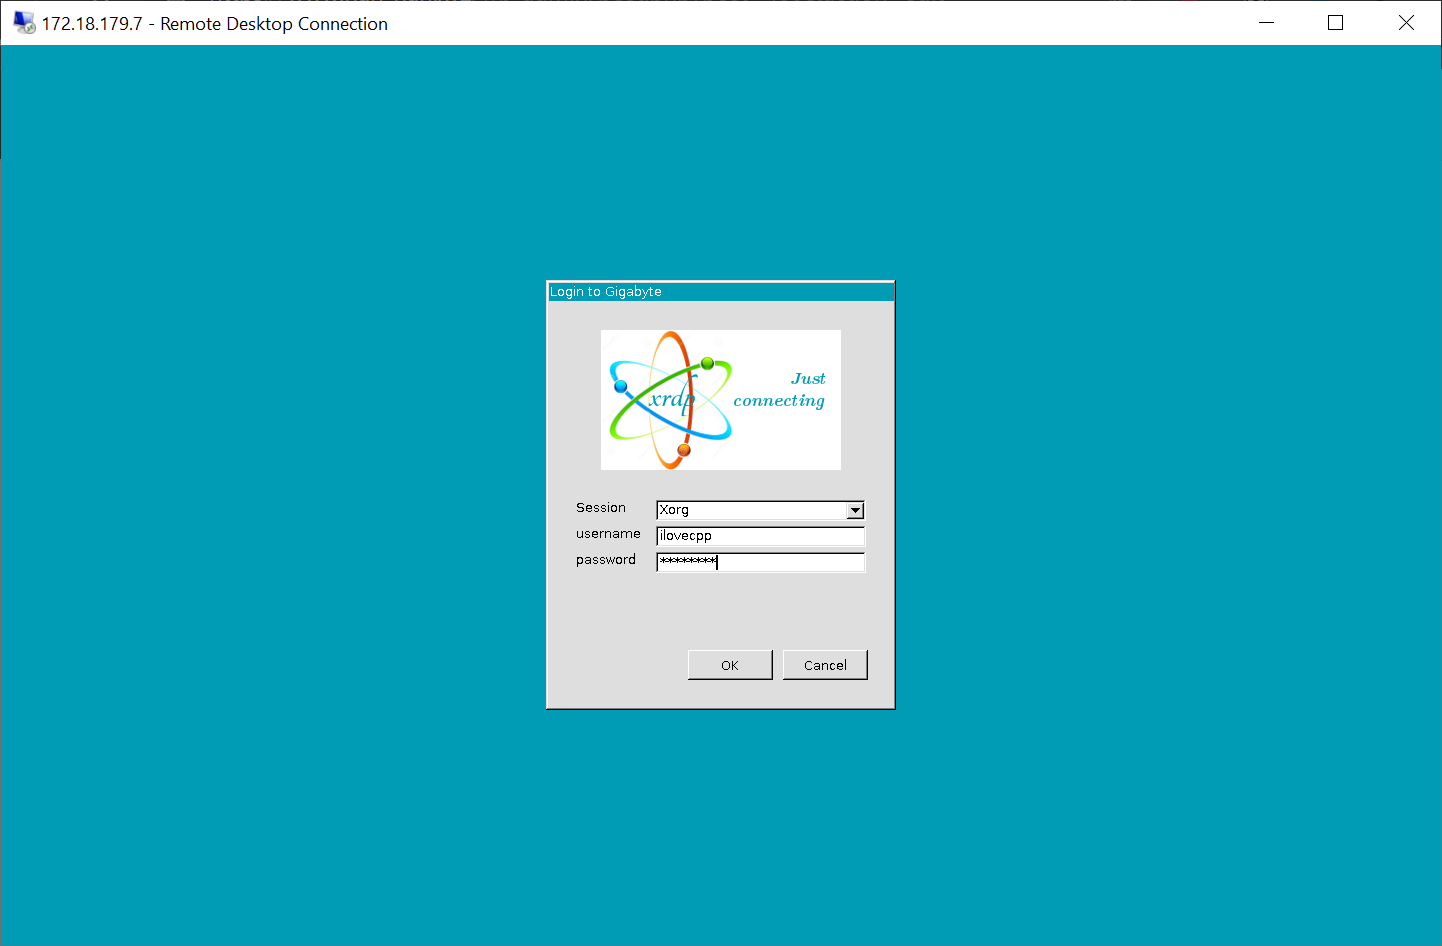 172.18.179.7 - Remote Desktop Connection
Login to Gigabyte
xrdp
Just
connecting
Session Xorg
username ilovecpp
password ********
OK Cancel